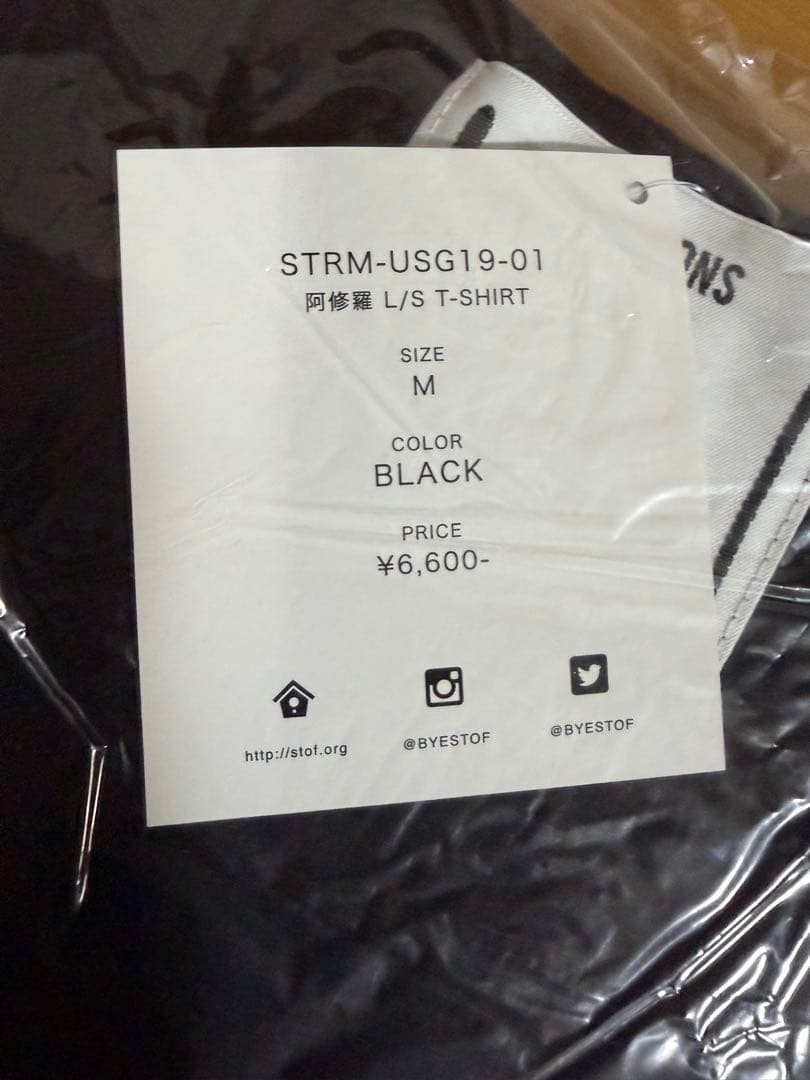 STRM-USG19-01
阿修羅 L/S T-SHIRT
SIZE
M
COLOR
BLACK
PRICE
¥6,600-
http://stof.org
@BYESTOF
@BYESTOF